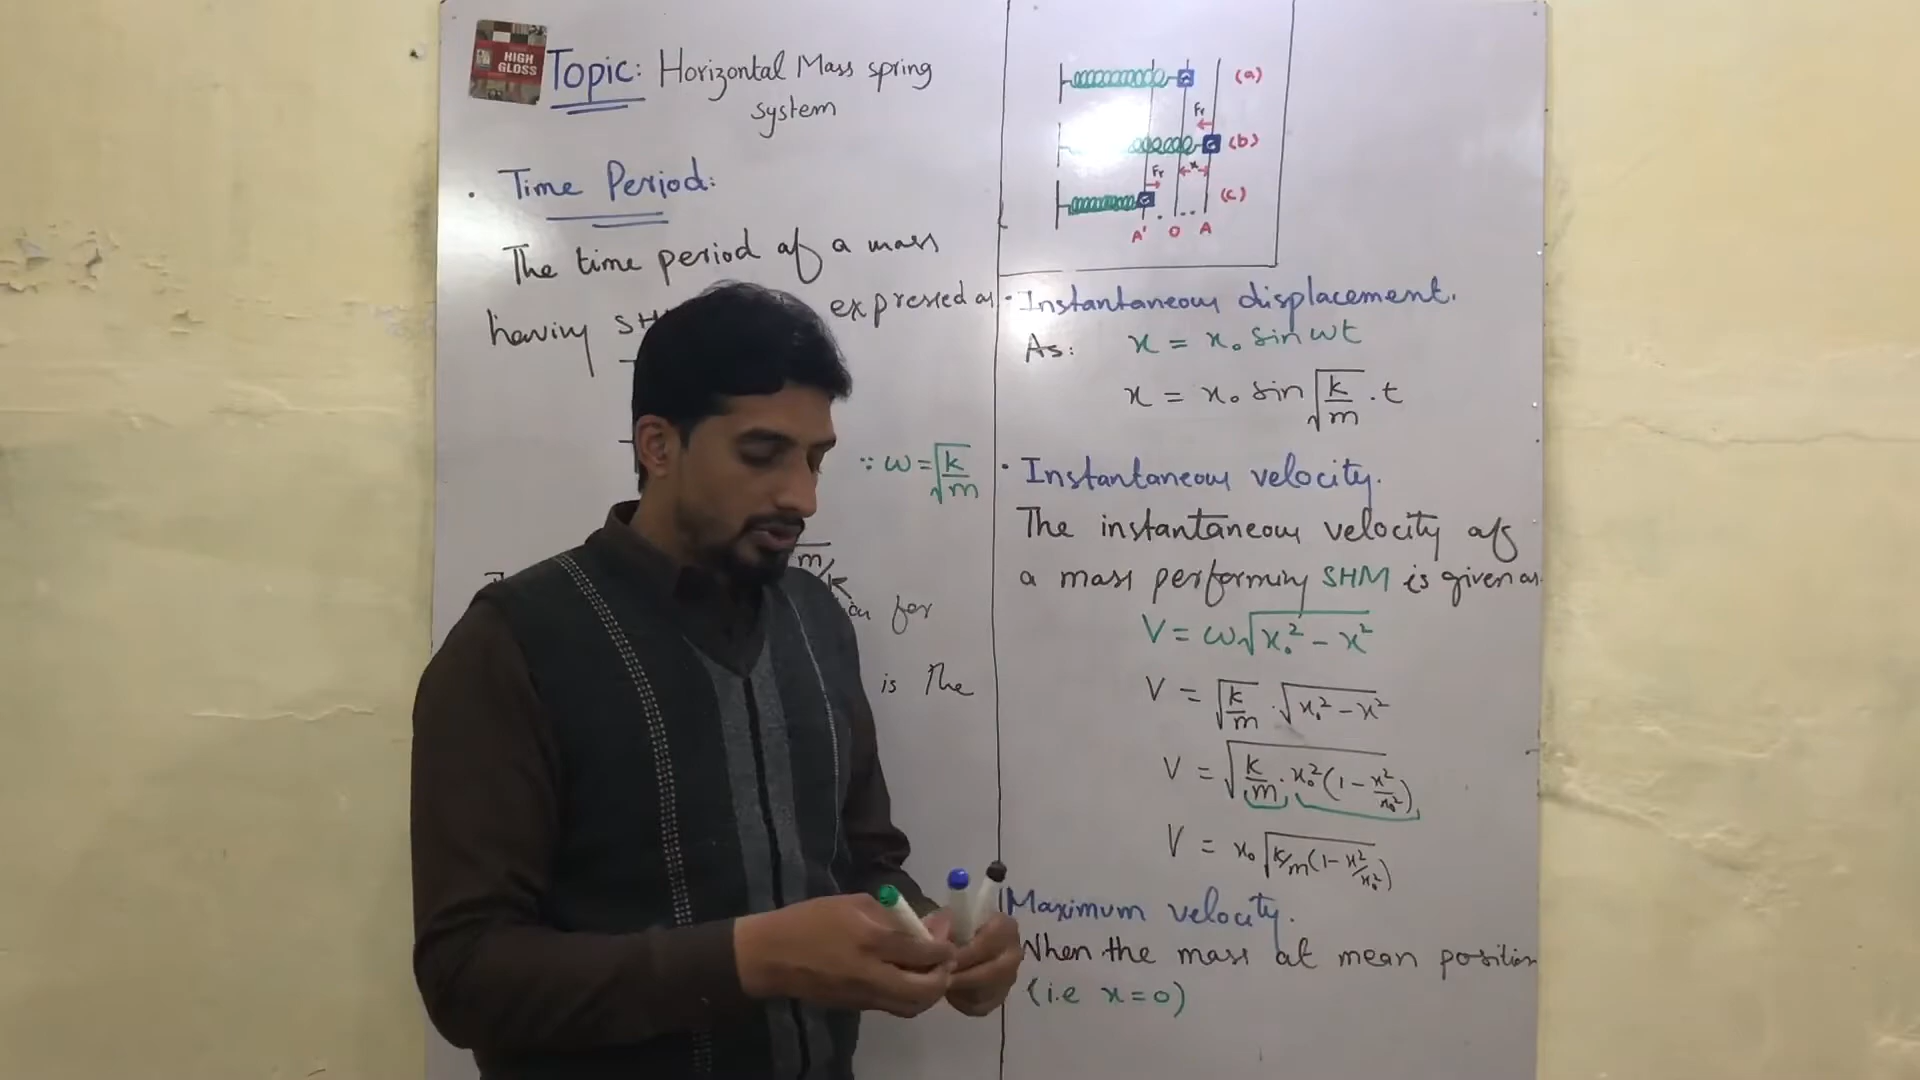 HIGH
GLOSS
Topic: Horizontal Mass spring
system
• Time Period:
The time period of a mass
having SH expressed as
∵ ω = √(k/m)
m
for
is the
(a)
Fr
(b)
x
Fr
(c)
A' O A
• Instantaneous displacement.
As: x = x₀ sin ωt
x = x₀ sin √(k/m) . t
• Instantaneous velocity.
The instantaneous velocity of
a mass performing SHM is given as
V = ω√(x₀² - x²)
V = √(k/m) . √(x₀² - x²)
V = √(k/m . x₀² (1 - x²/x₀²))
V = x₀ √(k/m (1 - x²/x₀²))
Maximum velocity.
When the mass at mean position
(i.e x = 0)